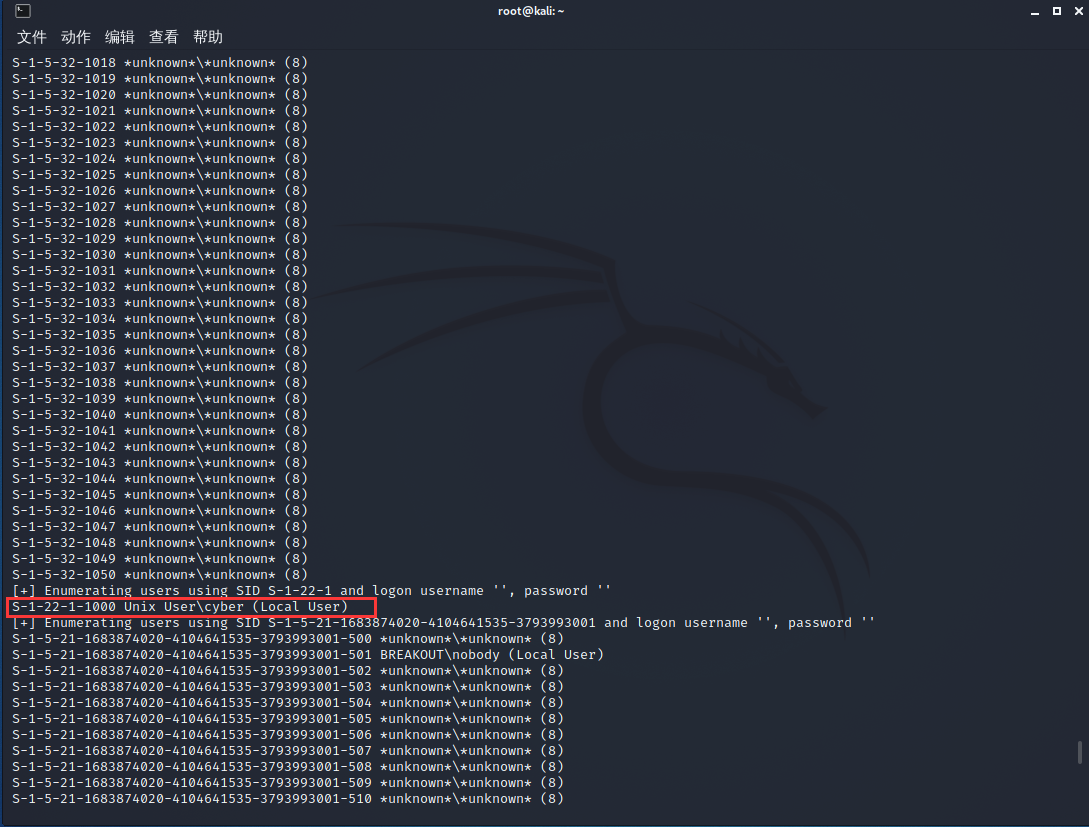 root@kali: ~
文件 动作 编辑 查看 帮助
S-1-5-32-1018 *unknown*\*unknown* (8)
S-1-5-32-1019 *unknown*\*unknown* (8)
S-1-5-32-1020 *unknown*\*unknown* (8)
S-1-5-32-1021 *unknown*\*unknown* (8)
S-1-5-32-1022 *unknown*\*unknown* (8)
S-1-5-32-1023 *unknown*\*unknown* (8)
S-1-5-32-1024 *unknown*\*unknown* (8)
S-1-5-32-1025 *unknown*\*unknown* (8)
S-1-5-32-1026 *unknown*\*unknown* (8)
S-1-5-32-1027 *unknown*\*unknown* (8)
S-1-5-32-1028 *unknown*\*unknown* (8)
S-1-5-32-1029 *unknown*\*unknown* (8)
S-1-5-32-1030 *unknown*\*unknown* (8)
S-1-5-32-1031 *unknown*\*unknown* (8)
S-1-5-32-1032 *unknown*\*unknown* (8)
S-1-5-32-1033 *unknown*\*unknown* (8)
S-1-5-32-1034 *unknown*\*unknown* (8)
S-1-5-32-1035 *unknown*\*unknown* (8)
S-1-5-32-1036 *unknown*\*unknown* (8)
S-1-5-32-1037 *unknown*\*unknown* (8)
S-1-5-32-1038 *unknown*\*unknown* (8)
S-1-5-32-1039 *unknown*\*unknown* (8)
S-1-5-32-1040 *unknown*\*unknown* (8)
S-1-5-32-1041 *unknown*\*unknown* (8)
S-1-5-32-1042 *unknown*\*unknown* (8)
S-1-5-32-1043 *unknown*\*unknown* (8)
S-1-5-32-1044 *unknown*\*unknown* (8)
S-1-5-32-1045 *unknown*\*unknown* (8)
S-1-5-32-1046 *unknown*\*unknown* (8)
S-1-5-32-1047 *unknown*\*unknown* (8)
S-1-5-32-1048 *unknown*\*unknown* (8)
S-1-5-32-1049 *unknown*\*unknown* (8)
S-1-5-32-1050 *unknown*\*unknown* (8)
[+] Enumerating users using SID S-1-22-1 and logon username '', password ''
S-1-22-1-1000 Unix User\cyber (Local User)
[+] Enumerating users using SID S-1-5-21-1683874020-4104641535-3793993001 and logon username '', password ''
S-1-5-21-1683874020-4104641535-3793993001-500 *unknown*\*unknown* (8)
S-1-5-21-1683874020-4104641535-3793993001-501 BREAKOUT\nobody (Local User)
S-1-5-21-1683874020-4104641535-3793993001-502 *unknown*\*unknown* (8)
S-1-5-21-1683874020-4104641535-3793993001-503 *unknown*\*unknown* (8)
S-1-5-21-1683874020-4104641535-3793993001-504 *unknown*\*unknown* (8)
S-1-5-21-1683874020-4104641535-3793993001-505 *unknown*\*unknown* (8)
S-1-5-21-1683874020-4104641535-3793993001-506 *unknown*\*unknown* (8)
S-1-5-21-1683874020-4104641535-3793993001-507 *unknown*\*unknown* (8)
S-1-5-21-1683874020-4104641535-3793993001-508 *unknown*\*unknown* (8)
S-1-5-21-1683874020-4104641535-3793993001-509 *unknown*\*unknown* (8)
S-1-5-21-1683874020-4104641535-3793993001-510 *unknown*\*unknown* (8)